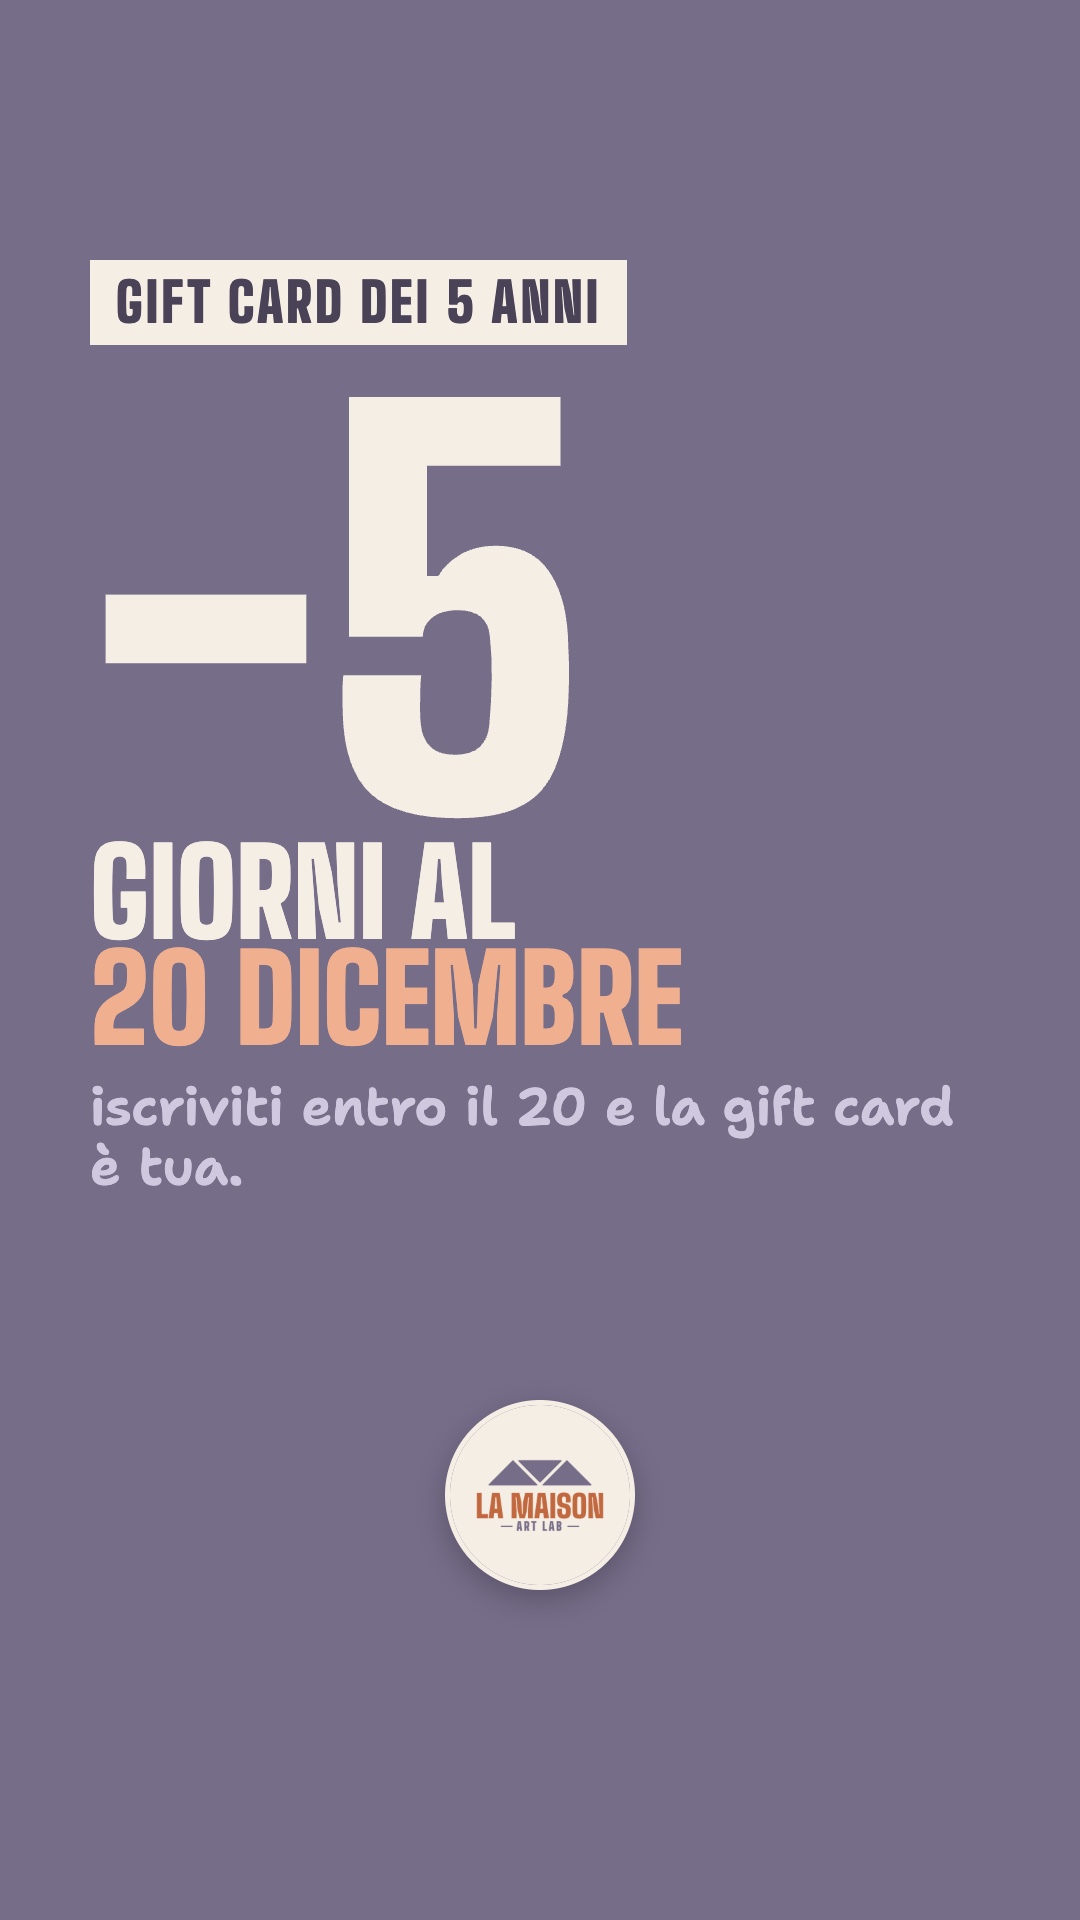 GIFT CARD DEI 5 ANNI
–5
GIORNI AL
20 DICEMBRE
iscriviti entro il 20 e la gift card
è tua.
LA MAISON
— ART LAB —